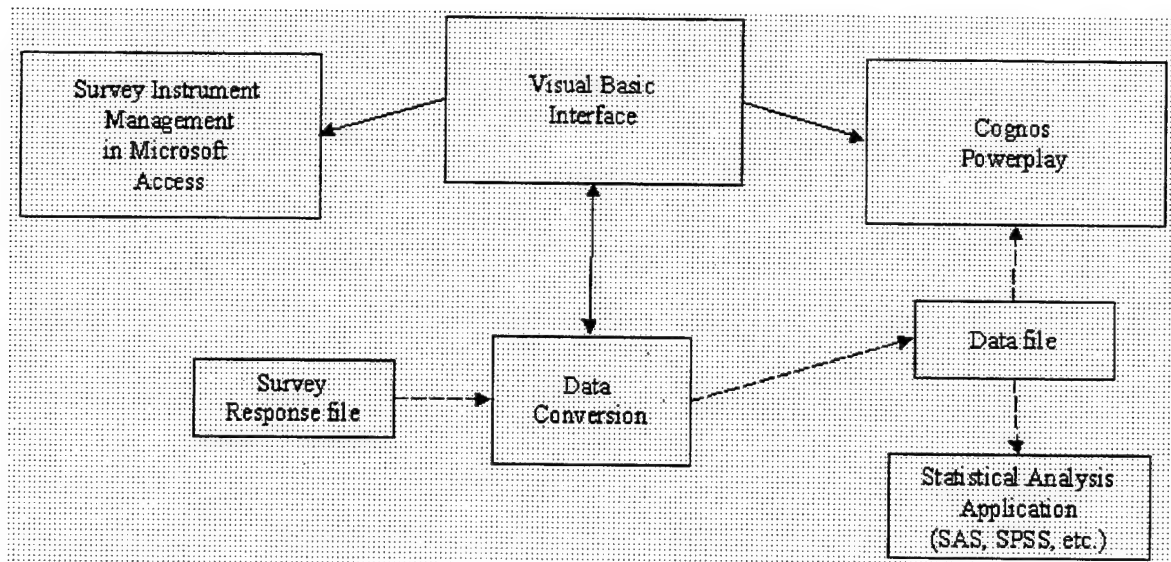 Survey Instrument
Management
in Microsoft
Access
Visual Basic
Interface
Cognos
Powerplay
Survey
Response file
Data
Conversion
Data file
Statistical Analysis
Application
(SAS, SPSS, etc.)